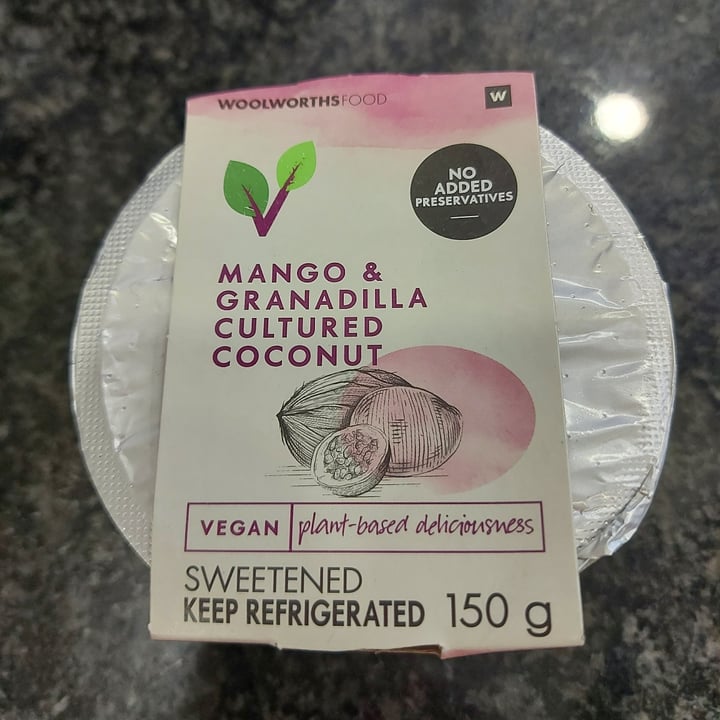 WOOLWORTHSFOOD
W
NO
ADDED
PRESERVATIVES
MANGO &
GRANADILLA
CULTURED
COCONUT
VEGAN plant-based deliciousness
SWEETENED
KEEP REFRIGERATED 150 g